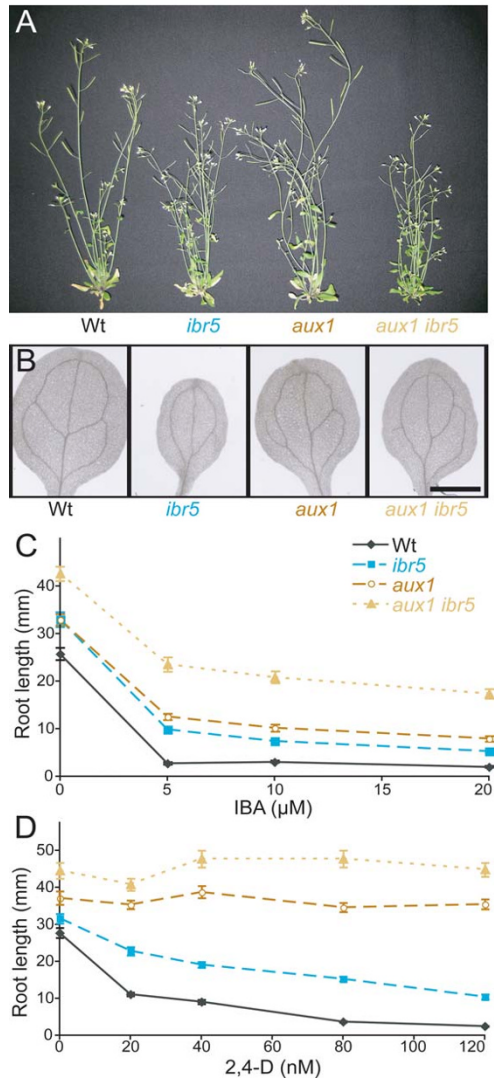 A
Wt ibr5 aux1 aux1 ibr5
B
Wt ibr5 aux1 aux1 ibr5
C
Wt
ibr5
aux1
aux1 ibr5
Root length (mm)
40
30
20
10
0
0 5 10 15 20
IBA (µM)
D
Root length (mm)
50
40
30
20
10
0
0 20 40 60 80 100 120
2,4-D (nM)